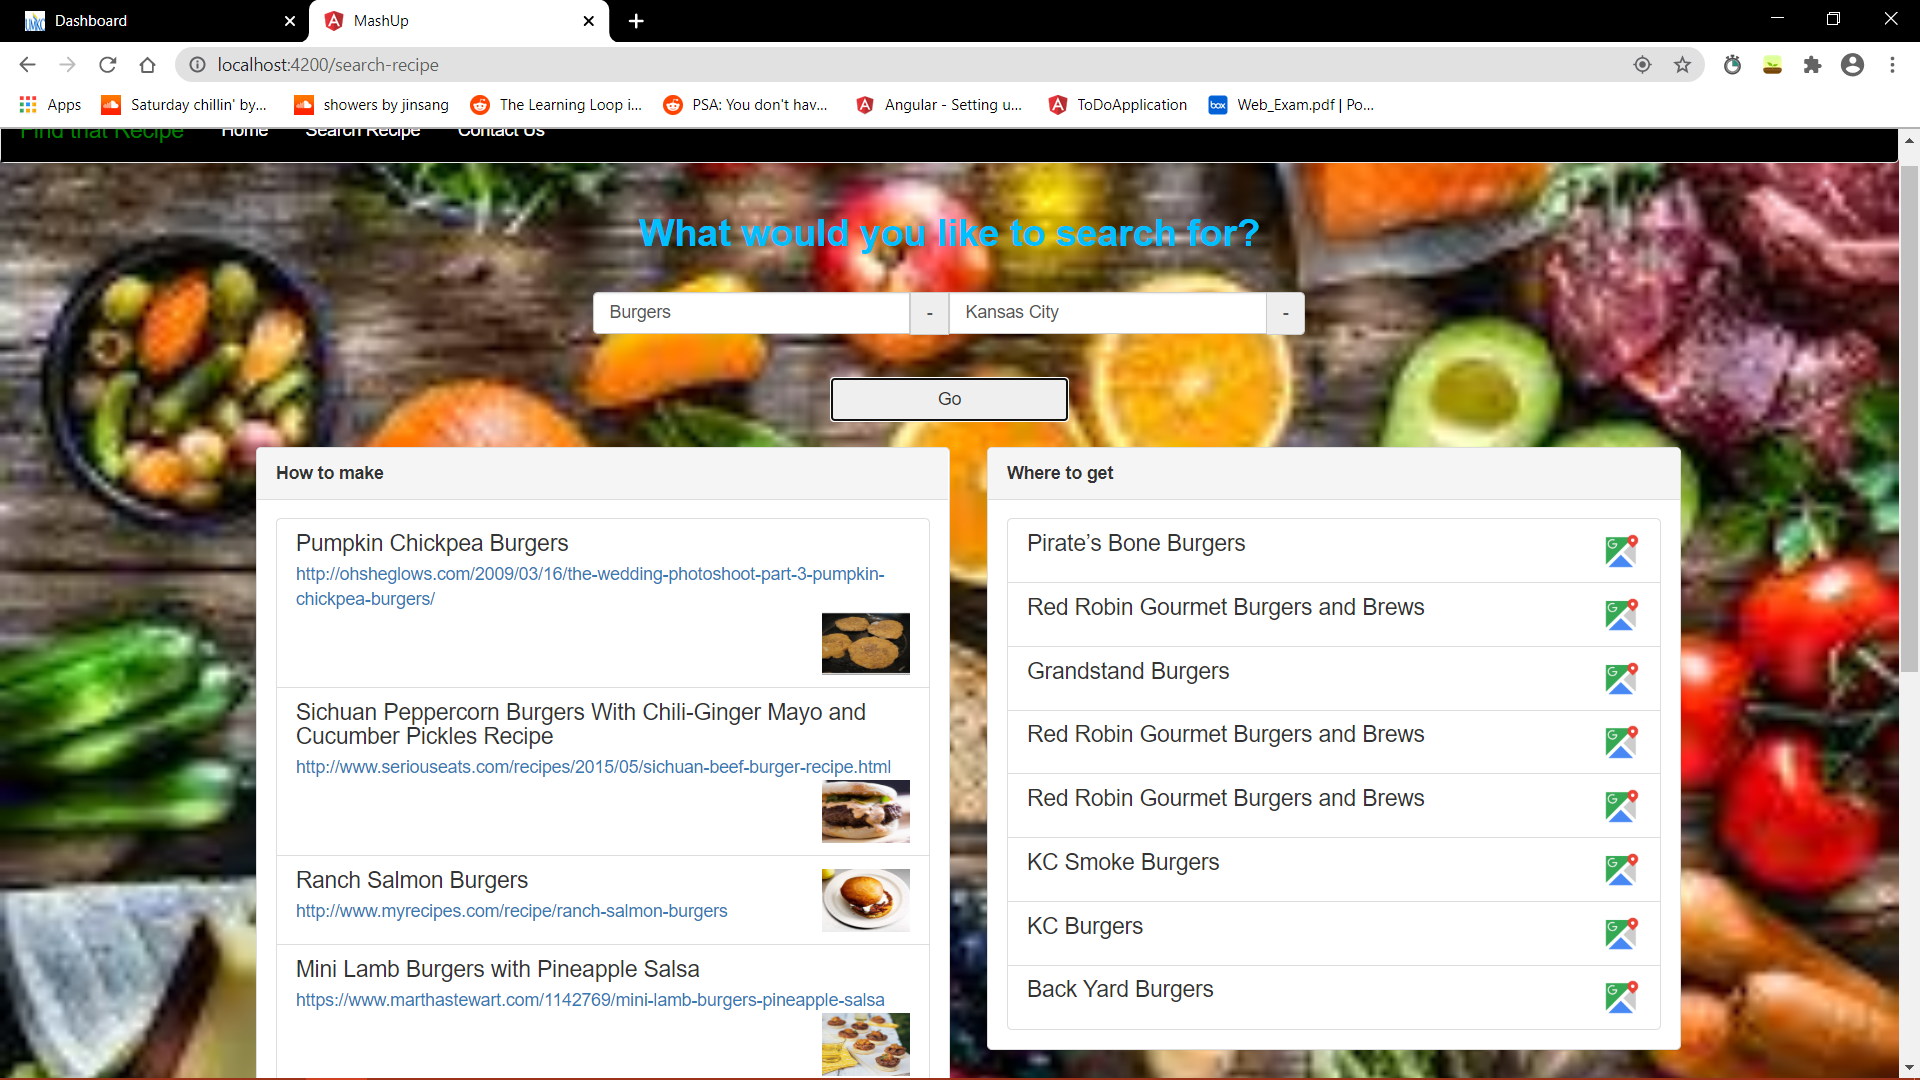 Dashboard
MashUp
localhost:4200/search-recipe
Apps
Saturday chillin' by...
showers by jinsang
The Learning Loop i...
PSA: You don't hav...
Angular - Setting u...
ToDoApplication
box
Web_Exam.pdf | Po...
Find that Recipe
Home
Search Recipe
Contact Us
What would you like to search for?
Burgers
-
Kansas City
-
Go
How to make
Pumpkin Chickpea Burgers
http://ohsheglows.com/2009/03/16/the-wedding-photoshoot-part-3-pumpkin-
chickpea-burgers/
Sichuan Peppercorn Burgers With Chili-Ginger Mayo and
Cucumber Pickles Recipe
http://www.seriouseats.com/recipes/2015/05/sichuan-beef-burger-recipe.html
Ranch Salmon Burgers
http://www.myrecipes.com/recipe/ranch-salmon-burgers
Mini Lamb Burgers with Pineapple Salsa
https://www.marthastewart.com/1142769/mini-lamb-burgers-pineapple-salsa
Where to get
Pirate’s Bone Burgers
Red Robin Gourmet Burgers and Brews
Grandstand Burgers
Red Robin Gourmet Burgers and Brews
Red Robin Gourmet Burgers and Brews
KC Smoke Burgers
KC Burgers
Back Yard Burgers